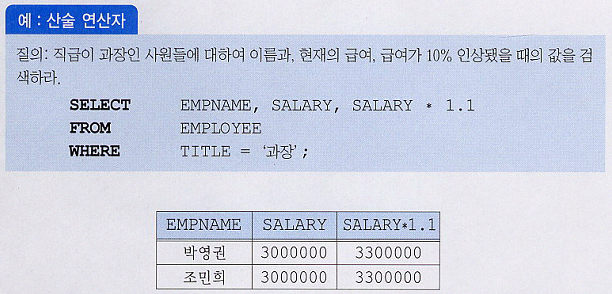 예 : 산술 연산자
질의: 직급이 과장인 사원들에 대하여 이름과, 현재의 급여, 급여가 10% 인상됐을 때의 값을 검
색하라.
SELECT EMPNAME, SALARY, SALARY * 1.1
FROM EMPLOYEE
WHERE TITLE = '과장';
EMPNAME SALARY SALARY*1.1
박영권 3000000 3300000
조민희 3000000 3300000